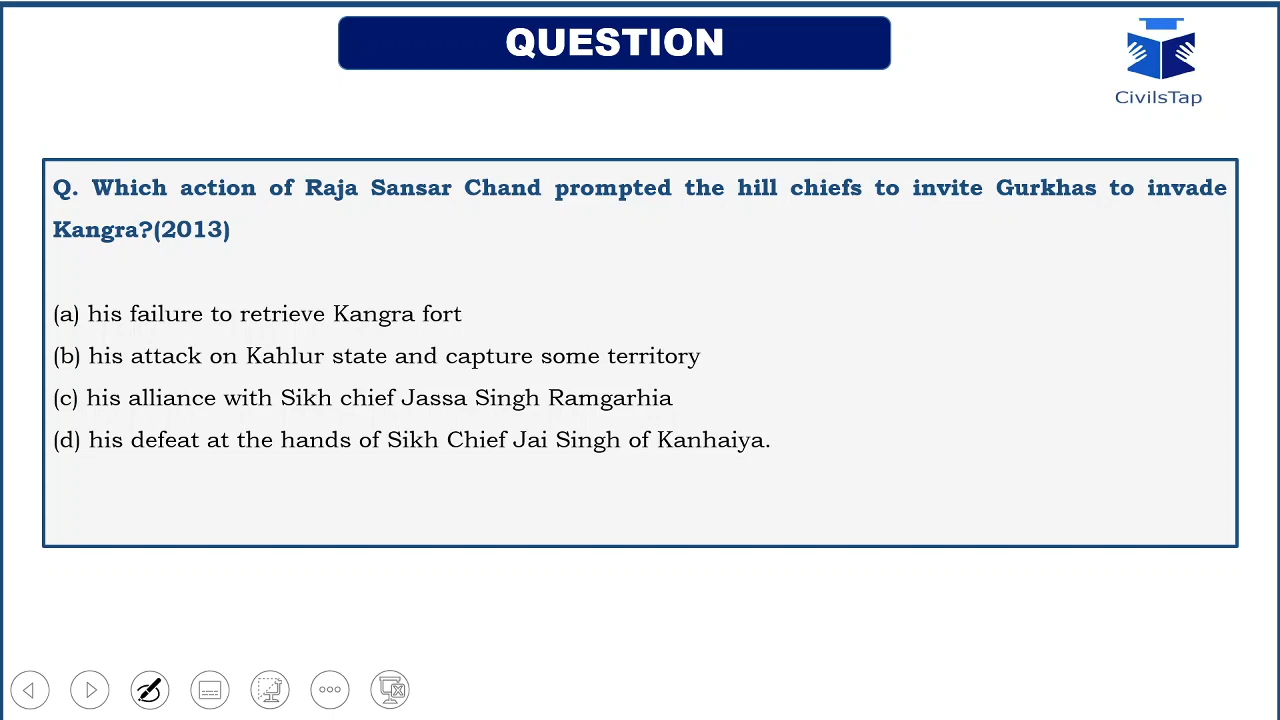 QUESTION
CivilsTap
Q. Which action of Raja Sansar Chand prompted the hill chiefs to invite Gurkhas to invade
Kangra?(2013)
(a) his failure to retrieve Kangra fort
(b) his attack on Kahlur state and capture some territory
(c) his alliance with Sikh chief Jassa Singh Ramgarhia
(d) his defeat at the hands of Sikh Chief Jai Singh of Kanhaiya.